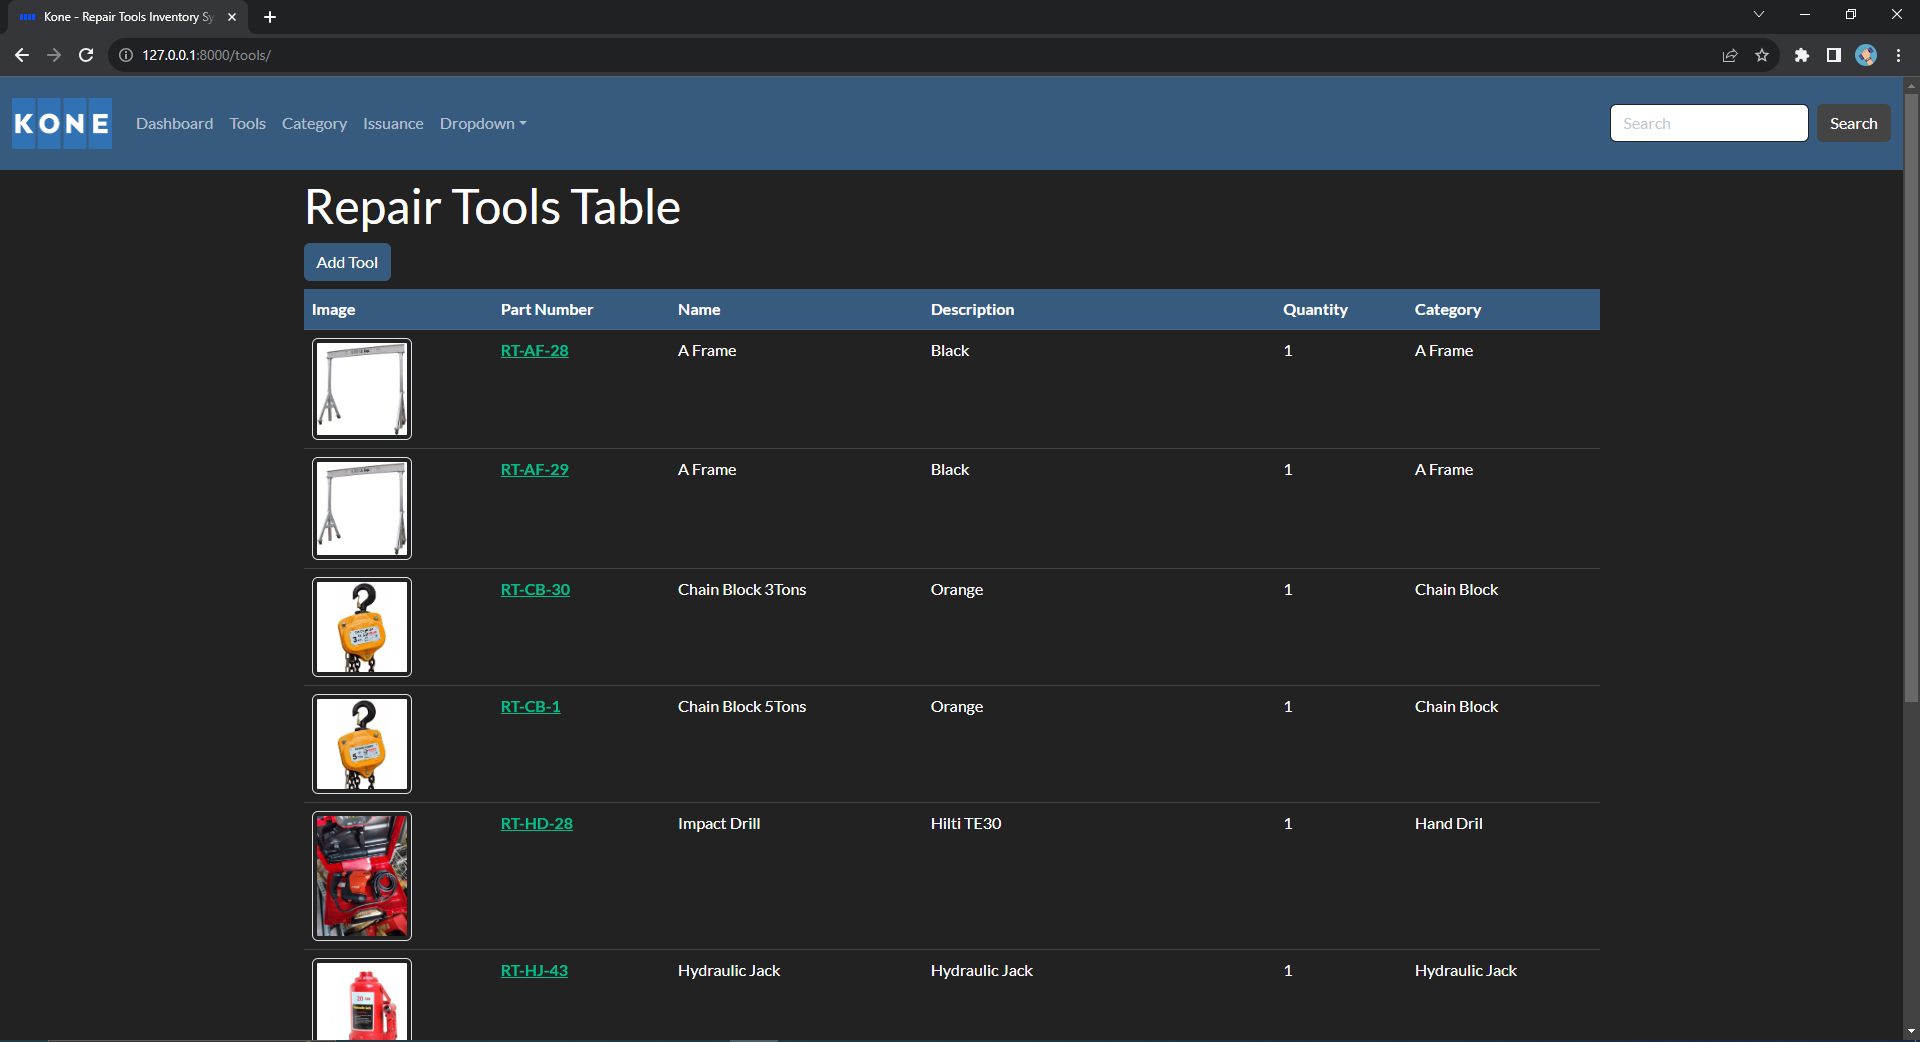 Kone - Repair Tools Inventory Sy
127.0.0.1:8000/tools/
KONE Dashboard Tools Category Issuance Dropdown Search Search
Repair Tools Table
Add Tool
Image Part Number Name Description Quantity Category
RT-AF-28 A Frame Black 1 A Frame
RT-AF-29 A Frame Black 1 A Frame
RT-CB-30 Chain Block 3Tons Orange 1 Chain Block
RT-CB-1 Chain Block 5Tons Orange 1 Chain Block
RT-HD-28 Impact Drill Hilti TE30 1 Hand Dril
RT-HJ-43 Hydraulic Jack Hydraulic Jack 1 Hydraulic Jack